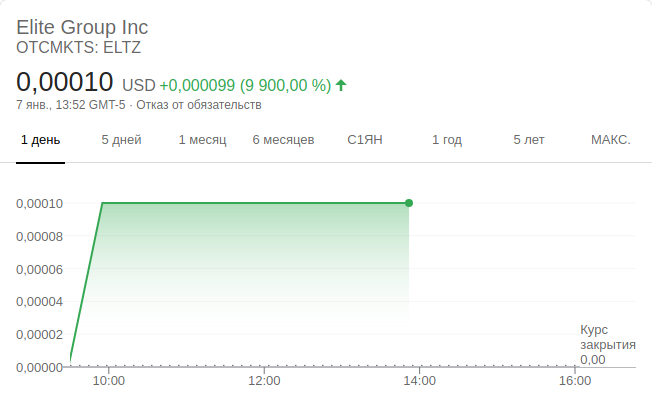 Elite Group Inc
OTCMKTS: ELTZ
0,00010 USD +0,000099 (9 900,00 %)
7 янв., 13:52 GMT-5 · Отказ от обязательств
1 день 5 дней 1 месяц 6 месяцев С1ЯН 1 год 5 лет МАКС.
0,00010
0,00008
0,00006
0,00004
0,00002
0,00000
Курс
закрытия
0,00
10:00 12:00 14:00 16:00